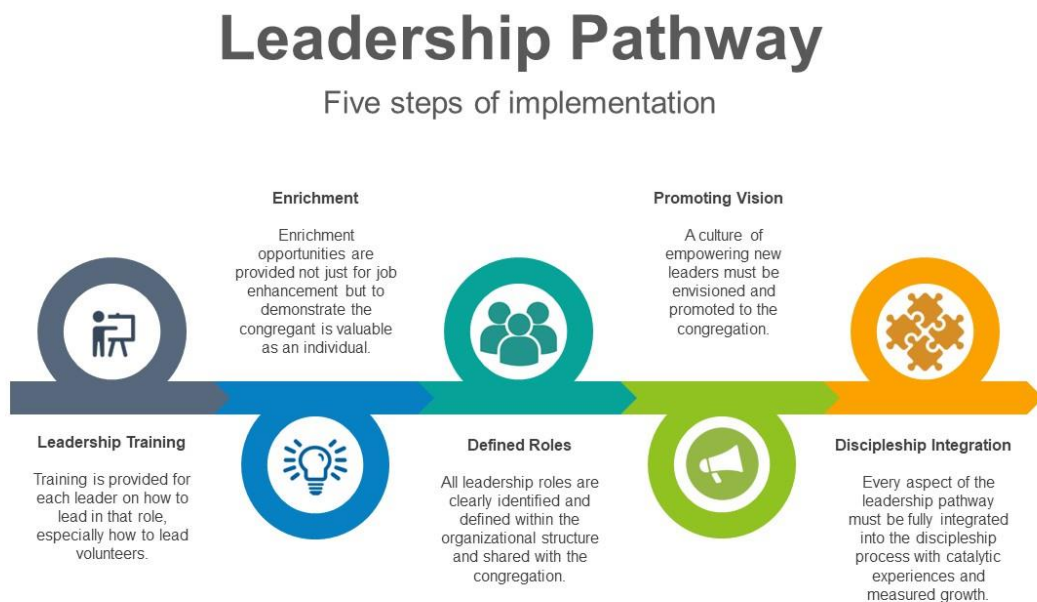 Leadership Pathway
Five steps of implementation
Leadership Training
Training is provided for
each leader on how to
lead in that role,
especially how to lead
volunteers.
Enrichment
Enrichment
opportunities are
provided not just for job
enhancement but to
demonstrate the
congregant is valuable
as an individual.
Defined Roles
All leadership roles are
clearly identified and
defined within the
organizational structure
and shared with the
congregation.
Promoting Vision
A culture of
empowering new
leaders must be
envisioned and
promoted to the
congregation.
Discipleship Integration
Every aspect of the
leadership pathway
must be fully integrated
into the discipleship
process with catalytic
experiences and
measured growth.